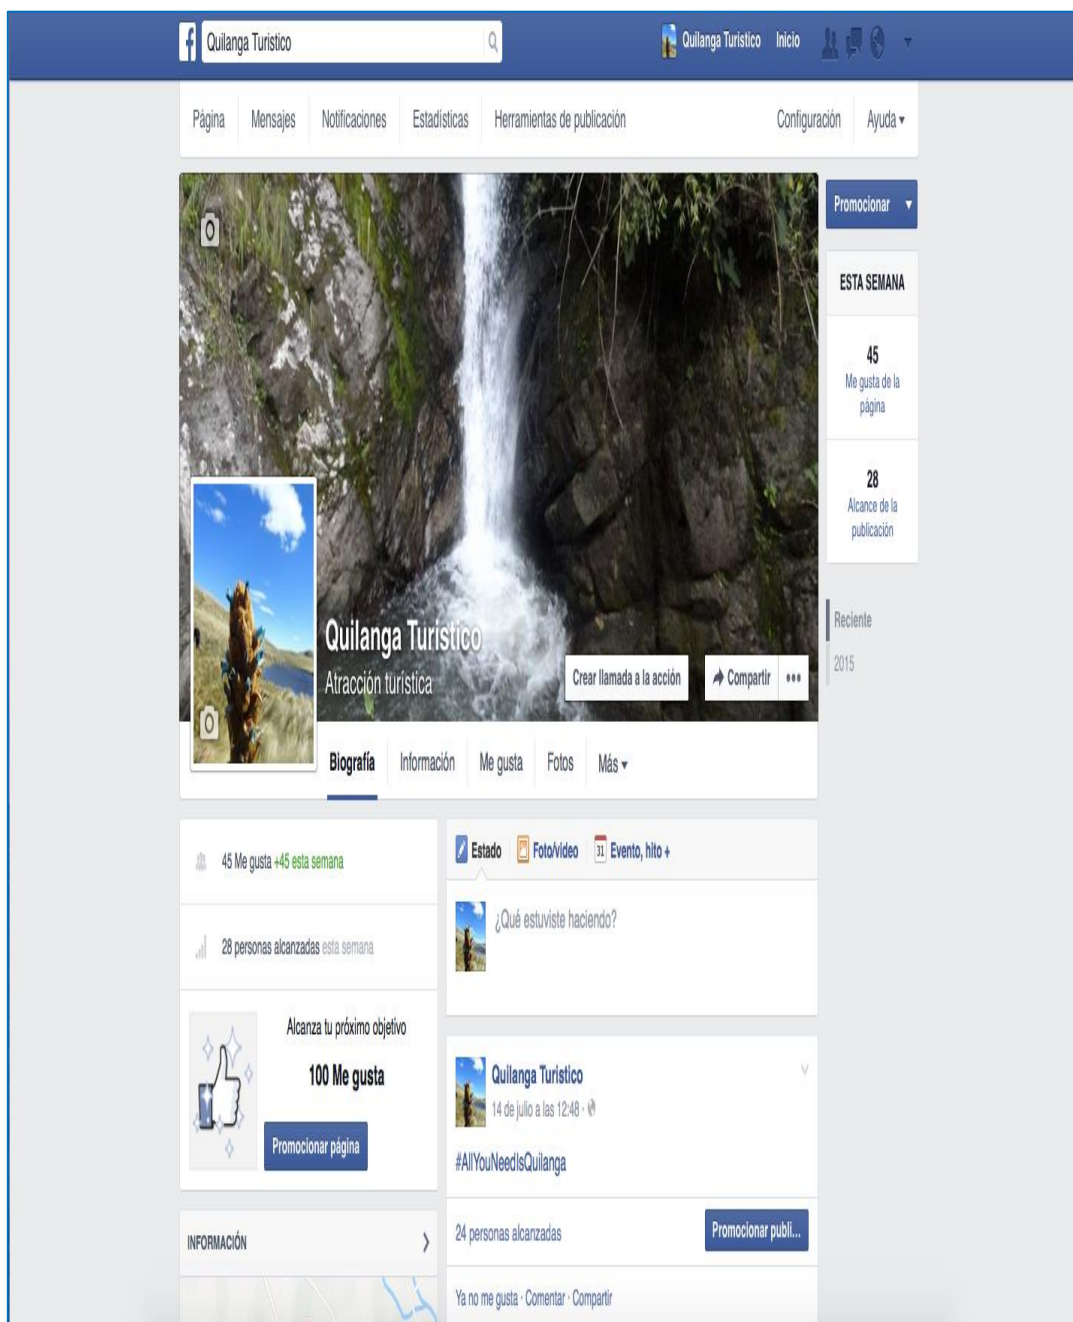 Quilanga Turistico
Quilanga Turistico Inicio
Página Mensajes Notificaciones Estadísticas Herramientas de publicación Configuración Ayuda
Promocionar
ESTA SEMANA
45
Me gusta de la
página
28
Alcance de la
publicación
Reciente
2015
Quilanga Turistico
Atracción turística
Crear llamada a la acción
Compartir
Biografía Información Me gusta Fotos Más
45 Me gusta +45 esta semana
28 personas alcanzadas esta semana
Alcanza tu próximo objetivo
100 Me gusta
Promocionar página
INFORMACIÓN
Estado Foto/video 31 Evento, hito +
¿Qué estuviste haciendo?
Quilanga Turistico
14 de julio a las 12:48 ·
#AllYouNeedIsQuilanga
24 personas alcanzadas
Promocionar publi...
Ya no me gusta · Comentar · Compartir